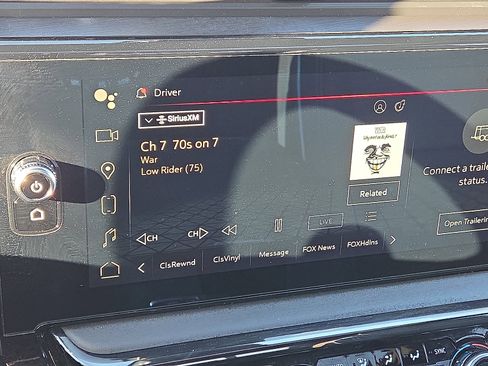 Driver
SiriusXM
Ch 7 70s on 7
War
Low Rider (75)
Related
Connect a traile
status.
Open Trailerin
CH
CH
LIVE
ClsRewnd
ClsVinyl
Message
FOX News
FOXHdlns
SYNC